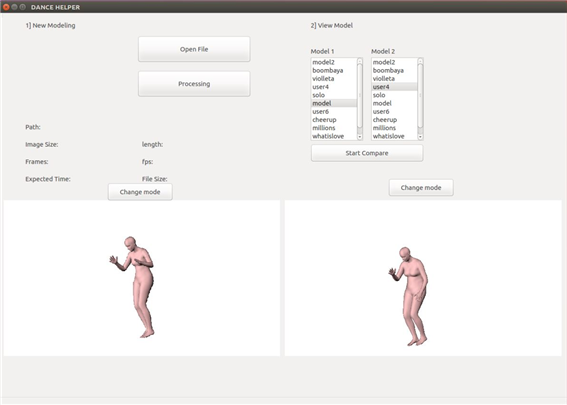 DANCE HELPER
1] New Modeling
2] View Model
Open File
Processing
Model 1
Model 2
model2
boombaya
violleta
user4
solo
model
user6
cheerup
millions
whatislove
model2
boombaya
violleta
user4
solo
model
user6
cheerup
millions
whatislove
Start Compare
Path:
Image Size:
length:
Frames:
fps:
Expected Time:
File Size:
Change mode
Change mode